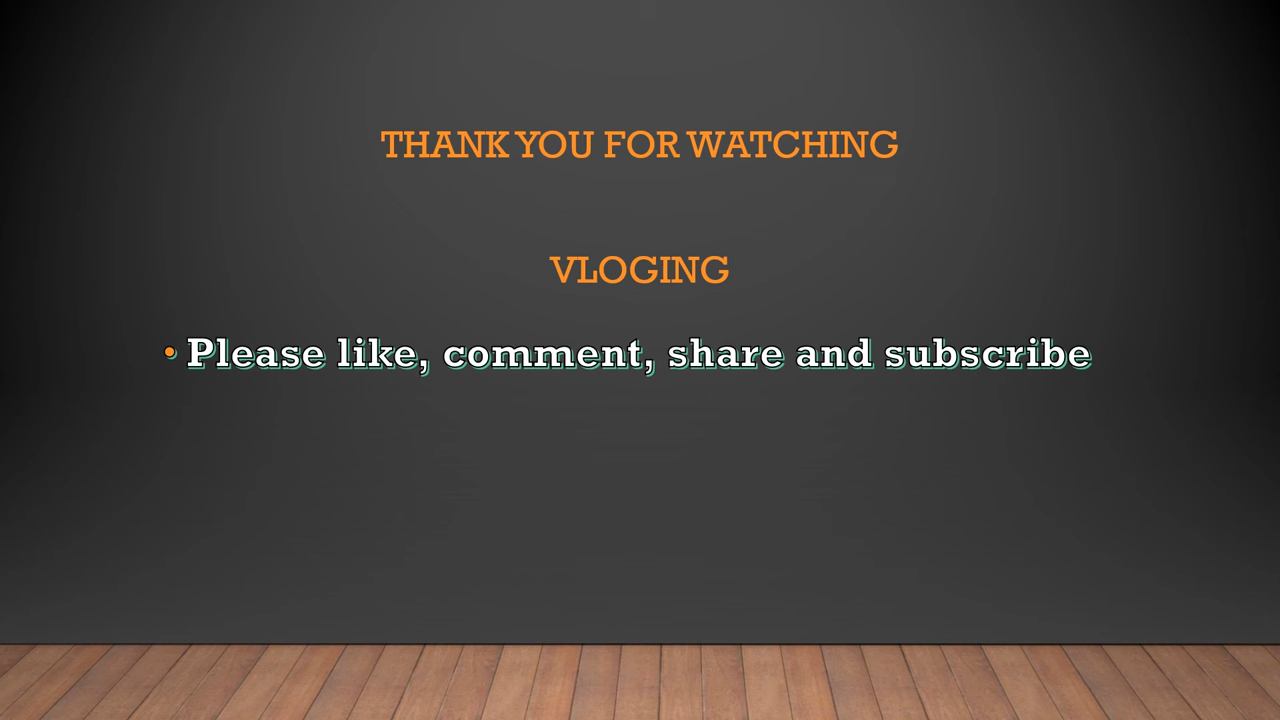 THANK YOU FOR WATCHING
VLOGING
• Please like, comment, share and subscribe